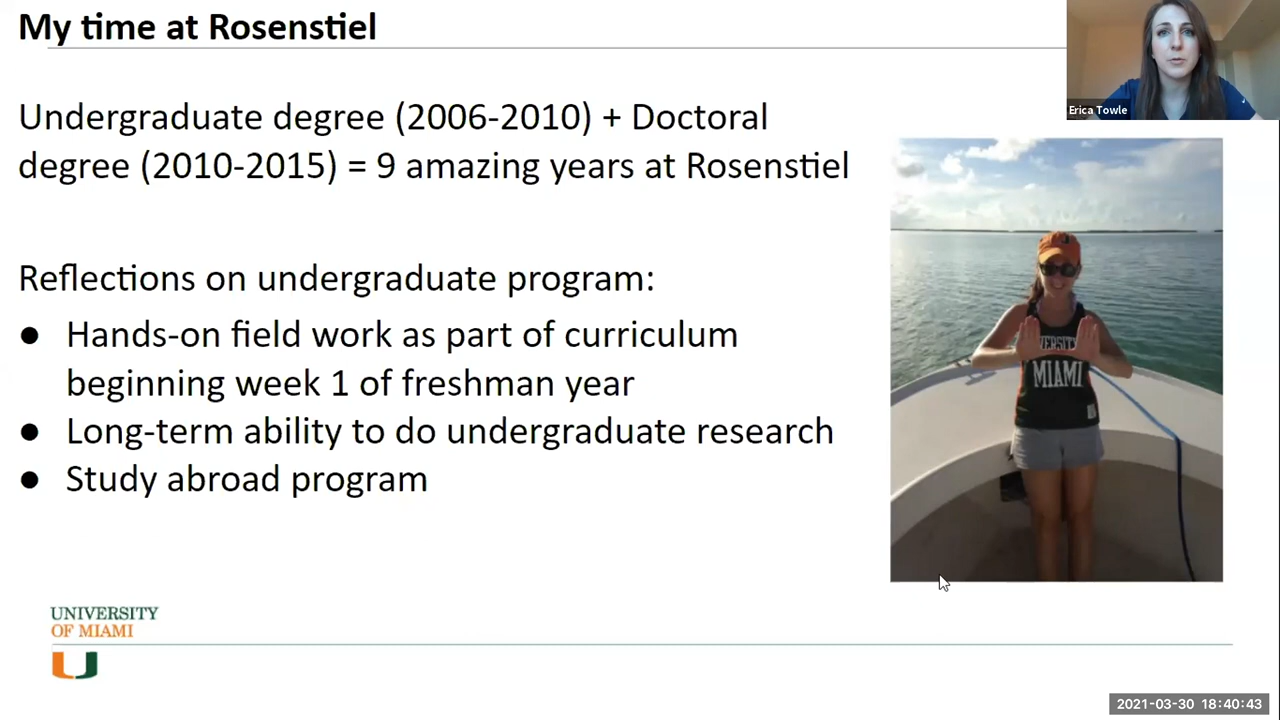 My time at Rosenstiel
Erica Towle
Undergraduate degree (2006-2010) + Doctoral
degree (2010-2015) = 9 amazing years at Rosenstiel
Reflections on undergraduate program:
● Hands-on field work as part of curriculum
beginning week 1 of freshman year
● Long-term ability to do undergraduate research
● Study abroad program
MIAMI
UNIVERSITY
OF MIAMI
2021-03-30 18:40:43